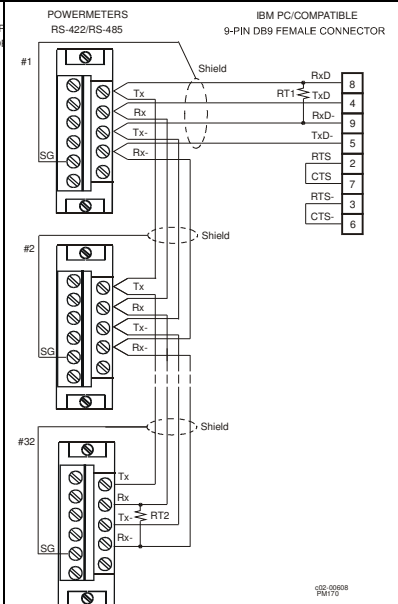 POWERMETERS
RS-422/RS-485
IBM PC/COMPATIBLE
9-PIN DB9 FEMALE CONNECTOR
#1
Shield
Tx
Rx
Tx-
Rx-
SG
RT1
RxD 8
TxD 4
RxD- 9
TxD- 5
RTS 2
CTS 7
RTS- 3
CTS- 6
#2
Shield
Tx
Rx
Tx-
Rx-
SG
#32
Shield
Tx
Rx
Tx-
RT2
Rx-
SG
c02-00608
PM170